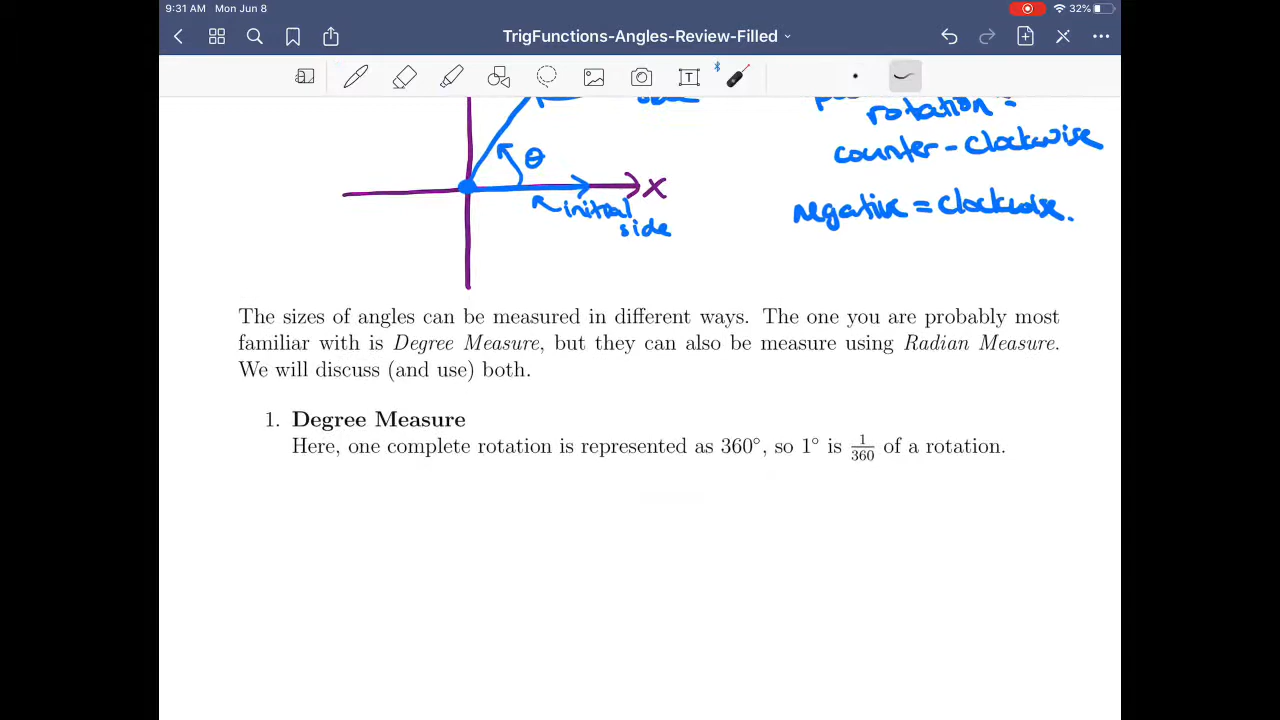 9:31 AM Mon Jun 8
32%
TrigFunctions-Angles-Review-Filled
T
rotation =
counter-clockwise
θ
x
initial
side
negative = clockwise.
The sizes of angles can be measured in different ways. The one you are probably most
familiar with is Degree Measure, but they can also be measure using Radian Measure.
We will discuss (and use) both.
1. Degree Measure
Here, one complete rotation is represented as 360°, so 1° is 1/360 of a rotation.